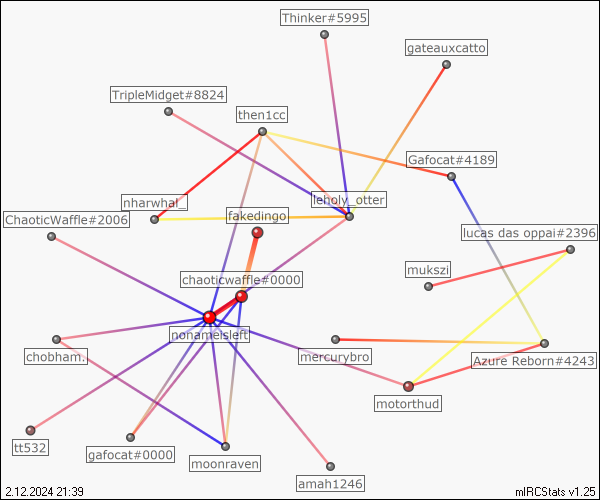 Thinker#5995
gateauxcatto
TripleMidget#8824
then1cc
Gafocat#4189
nharwhal_
leholy_otter
ChaoticWaffle#2006
fakedingo
lucas das oppai#2396
mukszi
chaoticwaffle#0000
nonameisleft
chobham.
mercurybro
Azure Reborn#4243
motorthud
tt532
gafocat#0000
moonraven
amah1246
2.12.2024 21:39
mIRCStats v1.25